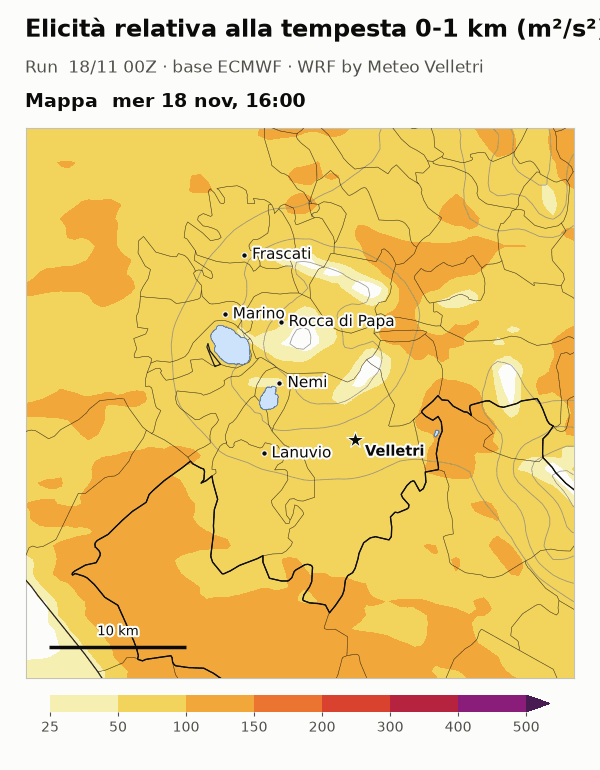 Elicità relativa alla tempesta 0-1 km (m²/s²)
Run  18/11 00Z · base ECMWF · WRF by Meteo Velletri
Mappa  mer 18 nov, 16:00
Frascati
Marino
Rocca di Papa
Nemi
Velletri
Lanuvio
10 km
25 50 100 150 200 300 400 500